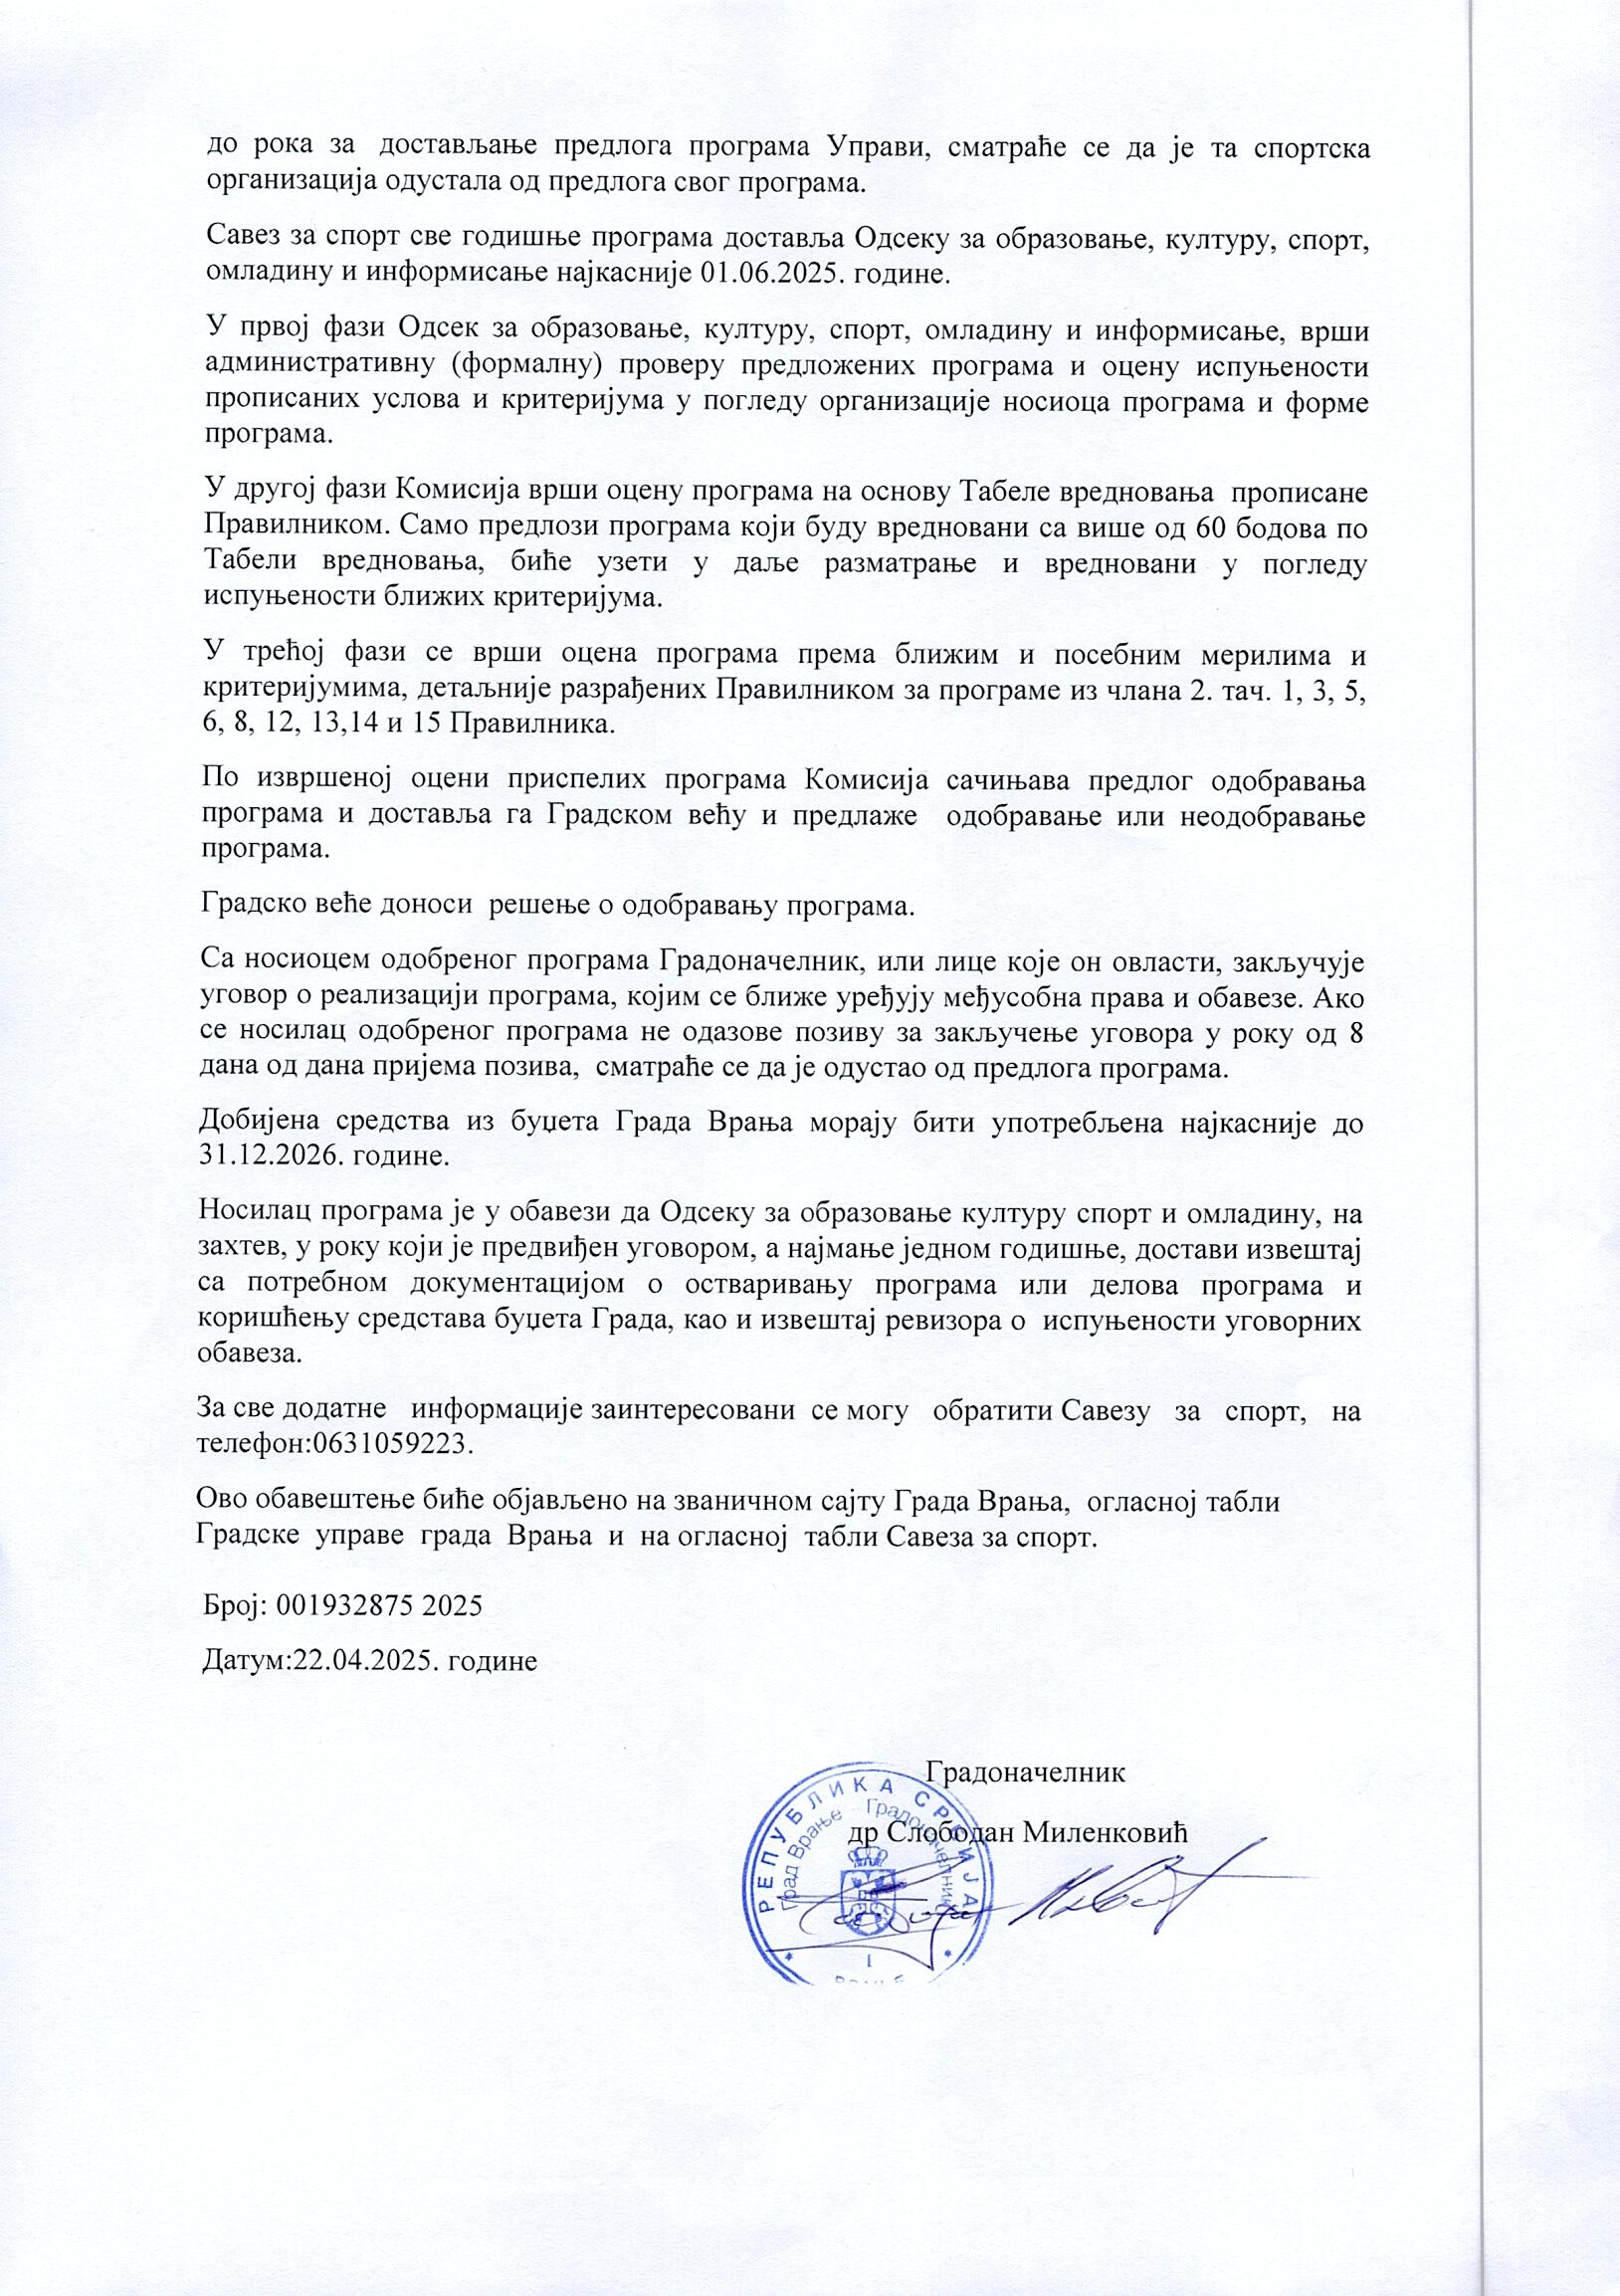 до рока за достављање предлога програма Управи, сматраће се да је та спортска
организација одустала од предлога свог програма.
Савез за спорт све годишње програма доставља Одсеку за образовање, културу, спорт,
омладину и информисање најкасније 01.06.2025. године.
У првој фази Одсек за образовање, културу, спорт, омладину и информисање, врши
административну (формалну) проверу предложених програма и оцену испуњености
прописаних услова и критеријума у погледу организације носиоца програма и форме
програма.
У другој фази Комисија врши оцену програма на основу Табеле вредновања прописане
Правилником. Само предлози програма који буду вредновани са више од 60 бодова по
Табели вредновања, биће узети у даље разматрање и вредновани у погледу
испуњености ближих критеријума.
У трећој фази се врши оцена програма према ближим и посебним мерилима и
критеријумима, детаљније разрађених Правилником за програме из члана 2. тач. 1, 3, 5,
6, 8, 12, 13,14 и 15 Правилника.
По извршеној оцени приспелих програма Комисија сачињава предлог одобравања
програма и доставља га Градском већу и предлаже одобравање или неодобравање
програма.
Градско веће доноси решење о одобравању програма.
Са носиоцем одобреног програма Градоначелник, или лице које он овласти, закључује
уговор о реализацији програма, којим се ближе уређују међусобна права и обавезе. Ако
се носилац одобреног програма не одазове позиву за закључење уговора у року од 8
дана од дана пријема позива, сматраће се да је одустао од предлога програма.
Добијена средства из буџета Града Врања морају бити употребљена најкасније до
31.12.2026. године.
Носилац програма је у обавези да Одсеку за образовање културу спорт и омладину, на
захтев, у року који је предвиђен уговором, а најмање једном годишње, достави извештај
са потребном документацијом о остваривању програма или делова програма и
коришћењу средстава буџета Града, као и извештај ревизора о испуњености уговорних
обавеза.
За све додатне информације заинтересовани се могу обратити Савезу за спорт, на
телефон:0631059223.
Ово обавештење биће објављено на званичном сајту Града Врања, огласној табли
Градске управе града Врања и на огласној табли Савеза за спорт.
Број: 001932875 2025
Датум:22.04.2025. године
Градоначелник
др Слободан Миленковић
РЕПУБЛИКА СРБИЈА
Град Врање Градоначелник
I